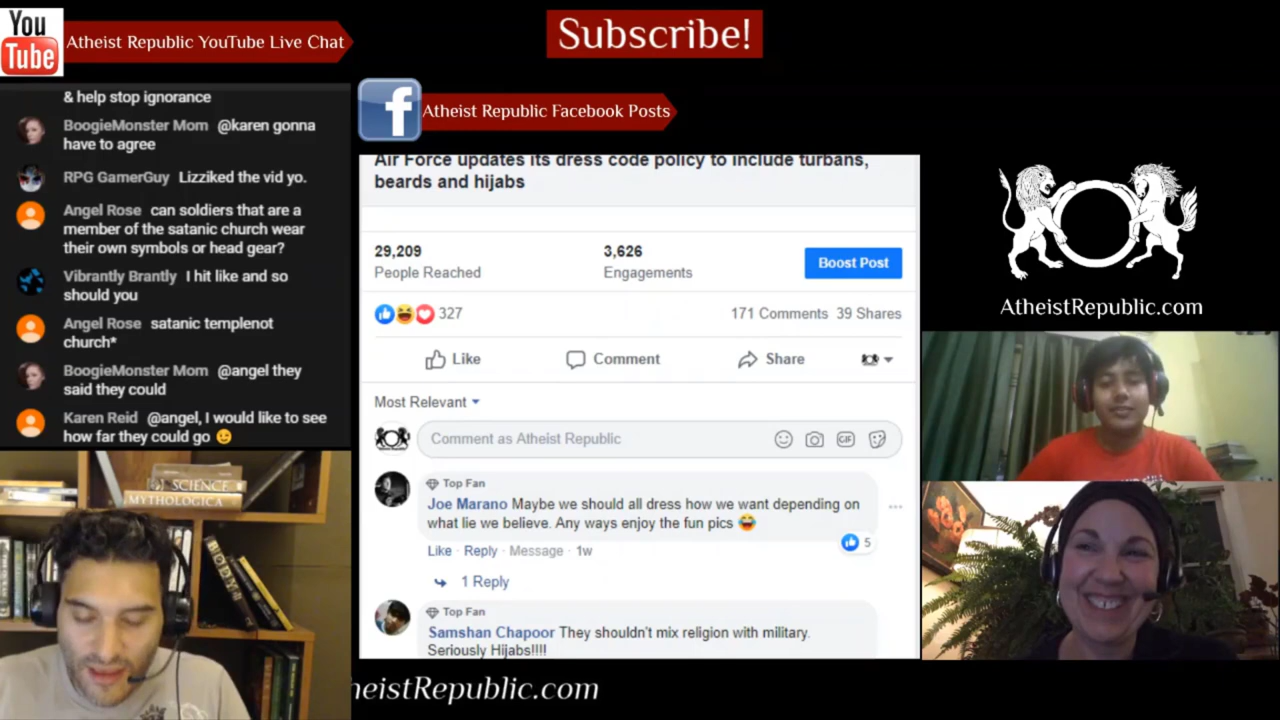 You
Tube
Atheist Republic YouTube Live Chat
Subscribe!
& help stop ignorance
BoogieMonster Mom @karen gonna
have to agree
RPG GamerGuy Lizziked the vid yo.
Angel Rose can soldiers that are a
member of the satanic church wear
their own symbols or head gear?
Vibrantly Brantly I hit like and so
should you
Angel Rose satanic templenot
church*
BoogieMonster Mom @angel they
said they could
Karen Reid @angel, I would like to see
how far they could go 😉
f
Atheist Republic Facebook Posts
Air Force updates its dress code policy to include turbans,
beards and hijabs
29,209
People Reached
3,626
Engagements
Boost Post
327
171 Comments 39 Shares
Like
Comment
Share
Most Relevant
Comment as Atheist Republic
GIF
Top Fan
Joe Marano Maybe we should all dress how we want depending on
what lie we believe. Any ways enjoy the fun pics 😂
5
Like · Reply · Message · 1w
1 Reply
Top Fan
Samshan Chapoor They shouldn't mix religion with military.
Seriously Hijabs!!!!
AtheistRepublic.com
SCIENCE
MYTHOLOGICA
BODY
heistRepublic.com